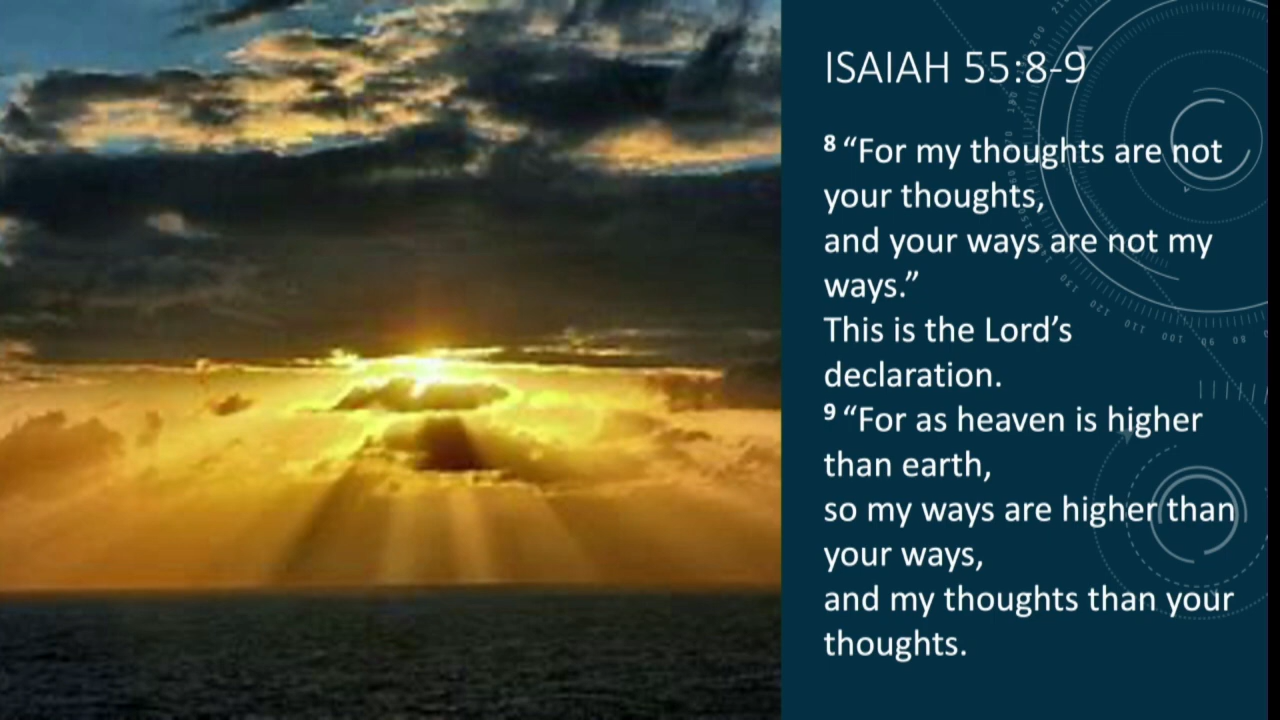 ISAIAH 55:8-9
8 “For my thoughts are not
your thoughts,
and your ways are not my
ways.”
This is the Lord’s
declaration.
9 “For as heaven is higher
than earth,
so my ways are higher than
your ways,
and my thoughts than your
thoughts.